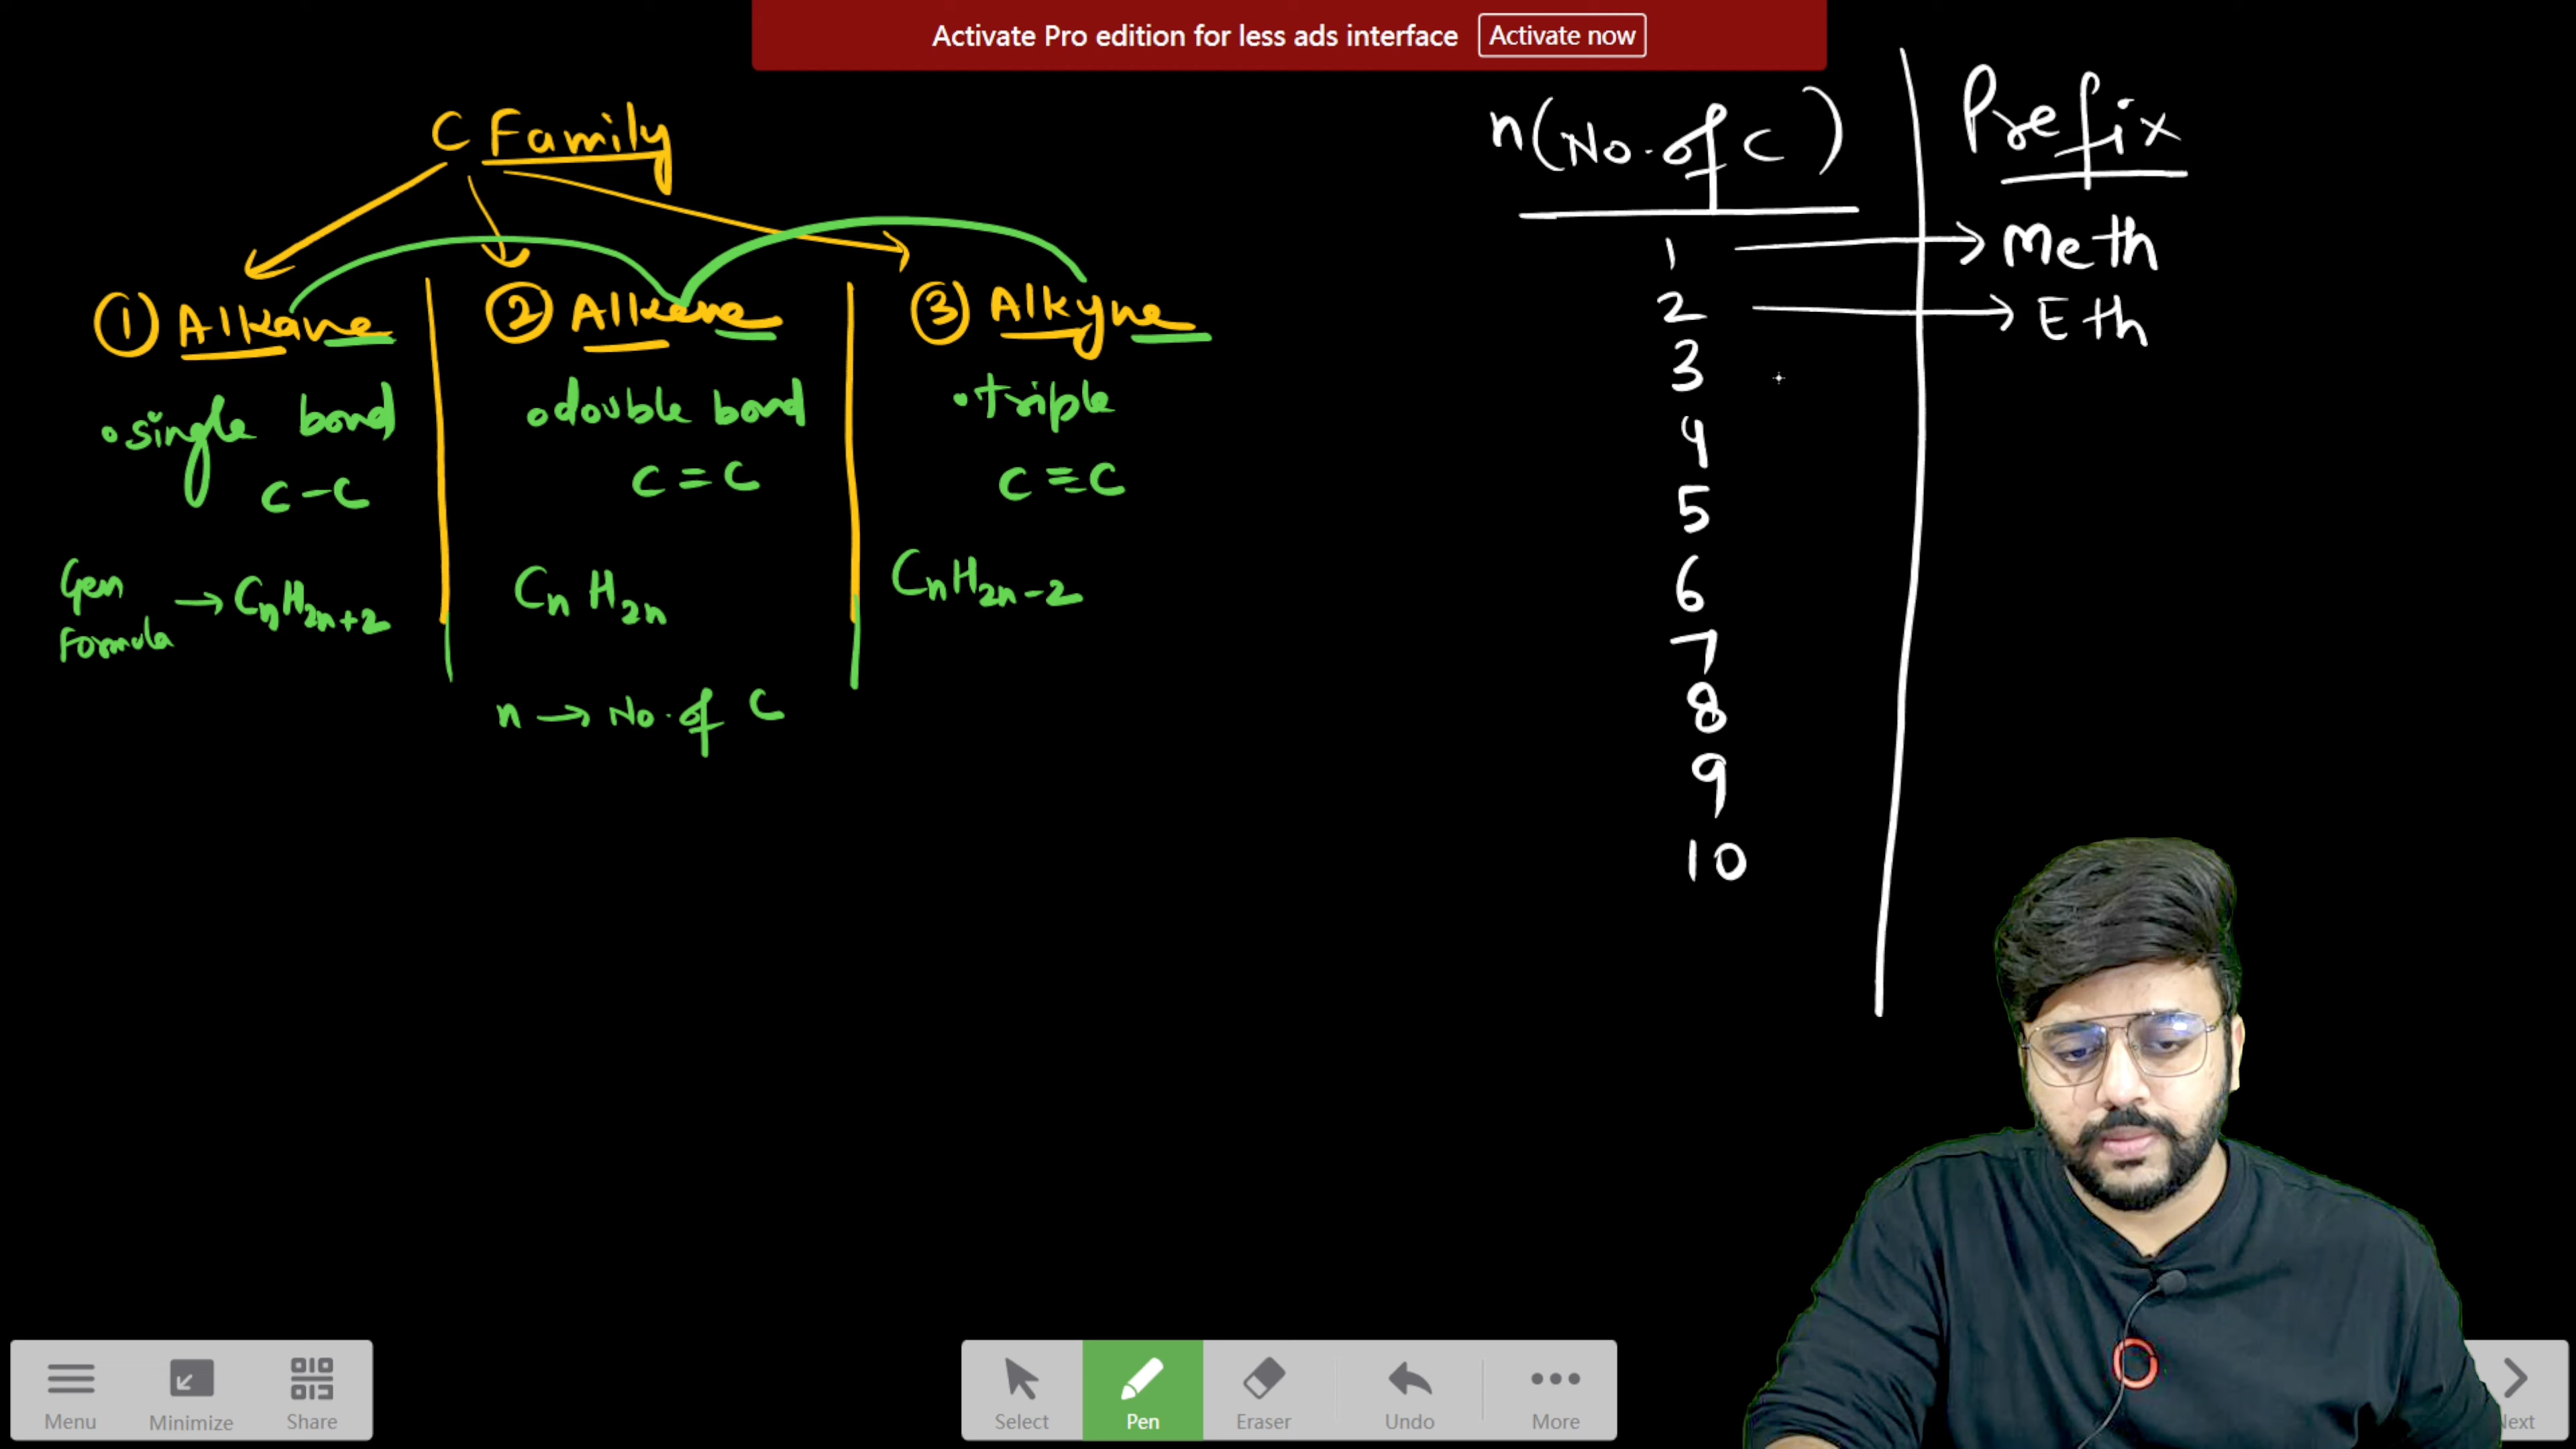 Activate Pro edition for less ads interface Activate now
C Family
① Alkane
② Alkene
③ Alkyne
•single bond
C-C
•double bond
C=C
•triple
C≡C
Gen Formula → CnH2n+2
CnH2n
CnH2n-2
n → No. of C
n(No. of C) Prefix
1 → Meth
2 → Eth
3
4
5
6
7
8
9
10
Menu Minimize Share
Select Pen Eraser Undo More
Next